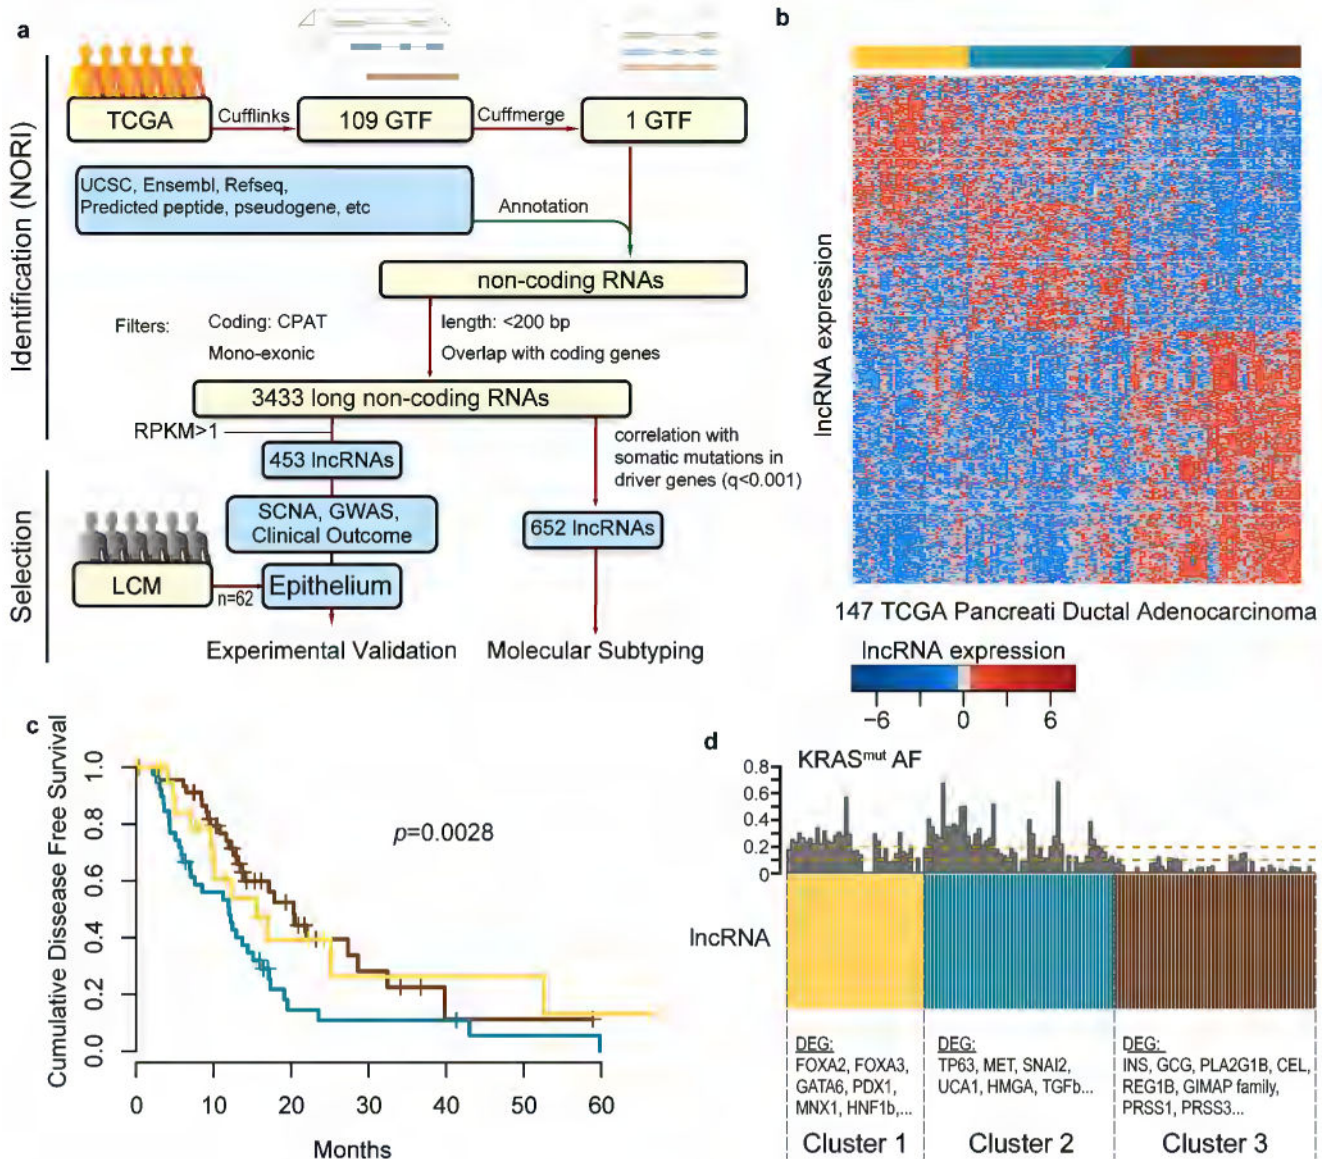 a
TCGA
Cufflinks
109 GTF
Cuffmerge
1 GTF
UCSC, Ensembl, Refseq,
Predicted peptide, pseudogene, etc
Annotation
non-coding RNAs
Filters:
Coding: CPAT
length: <200 bp
Mono-exonic
Overlap with coding genes
3433 long non-coding RNAs
RPKM>1
453 lncRNAs
correlation with
somatic mutations in
driver genes (q<0.001)
SCNA, GWAS,
Clinical Outcome
652 lncRNAs
LCM
n=62
Epithelium
Experimental Validation
Molecular Subtyping
Identification (NORI)
Selection
b
lncRNA expression
147 TCGA Pancreati Ductal Adenocarcinoma
lncRNA expression
−6
0
6
c
Cumulative Disease Free Survival
1.0
0.8
0.6
0.4
0.2
0.0
p=0.0028
0
10
20
30
40
50
60
Months
d
KRASmut AF
0.8
0.6
0.4
0.2
0
lncRNA
DEG:
FOXA2, FOXA3,
GATA6, PDX1,
MNX1, HNF1b,...
Cluster 1
DEG:
TP63, MET, SNAI2,
UCA1, HMGA, TGFb...
Cluster 2
DEG:
INS, GCG, PLA2G1B, CEL,
REG1B, GIMAP family,
PRSS1, PRSS3...
Cluster 3